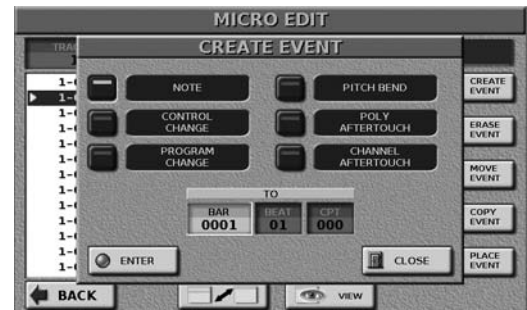 MICRO EDIT
CREATE EVENT
NOTE
PITCH BEND
CONTROL
CHANGE
POLY
AFTERTOUCH
PROGRAM
CHANGE
CHANNEL
AFTERTOUCH
TO
BAR
0001
BEAT
01
CPT
000
ENTER
CLOSE
CREATE
EVENT
ERASE
EVENT
MOVE
EVENT
COPY
EVENT
PLACE
EVENT
BACK
VIEW